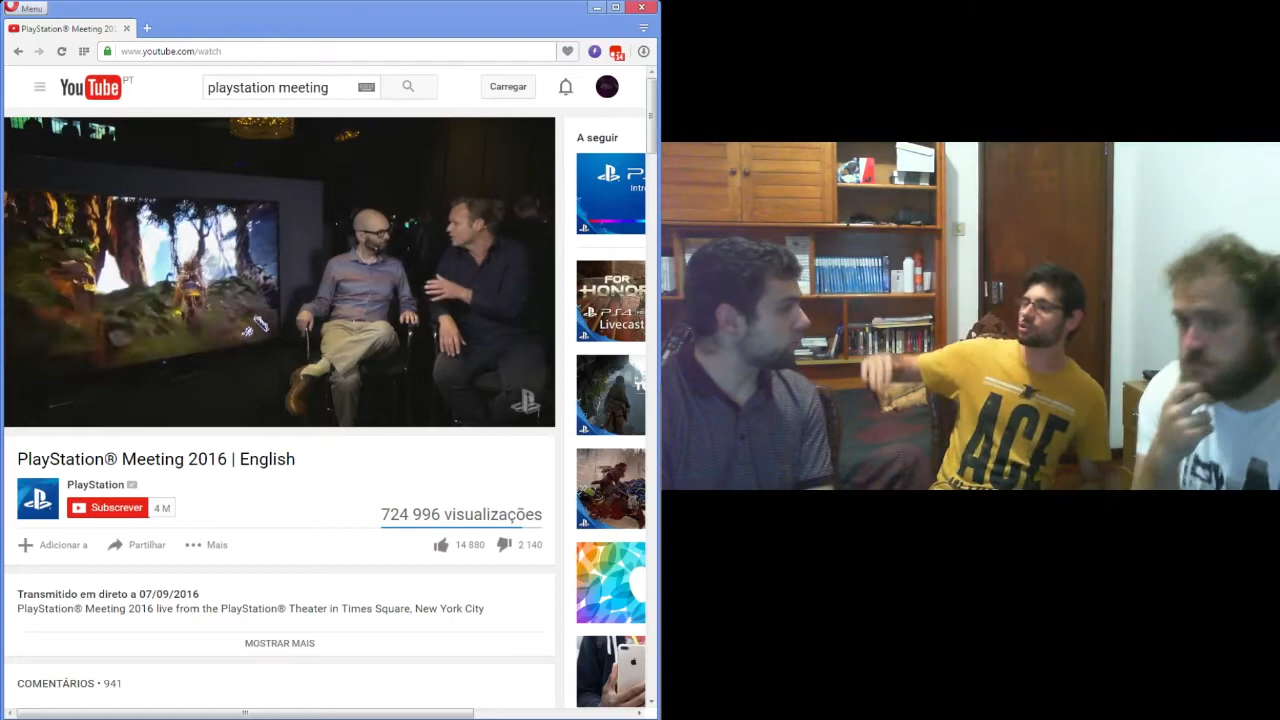 Menu
PlayStation® Meeting 201
www.youtube.com/watch
14
YouTube PT
playstation meeting
Carregar
A seguir
Intro
FOR
HONOR
PS4
Livecast
PlayStation® Meeting 2016 | English
PlayStation
Subscrever 4 M
724 996 visualizações
Adicionar a
Partilhar
Mais
14 880
2 140
Transmitido em direto a 07/09/2016
PlayStation® Meeting 2016 live from the PlayStation® Theater in Times Square, New York City
MOSTRAR MAIS
COMENTÁRIOS • 941
ACE